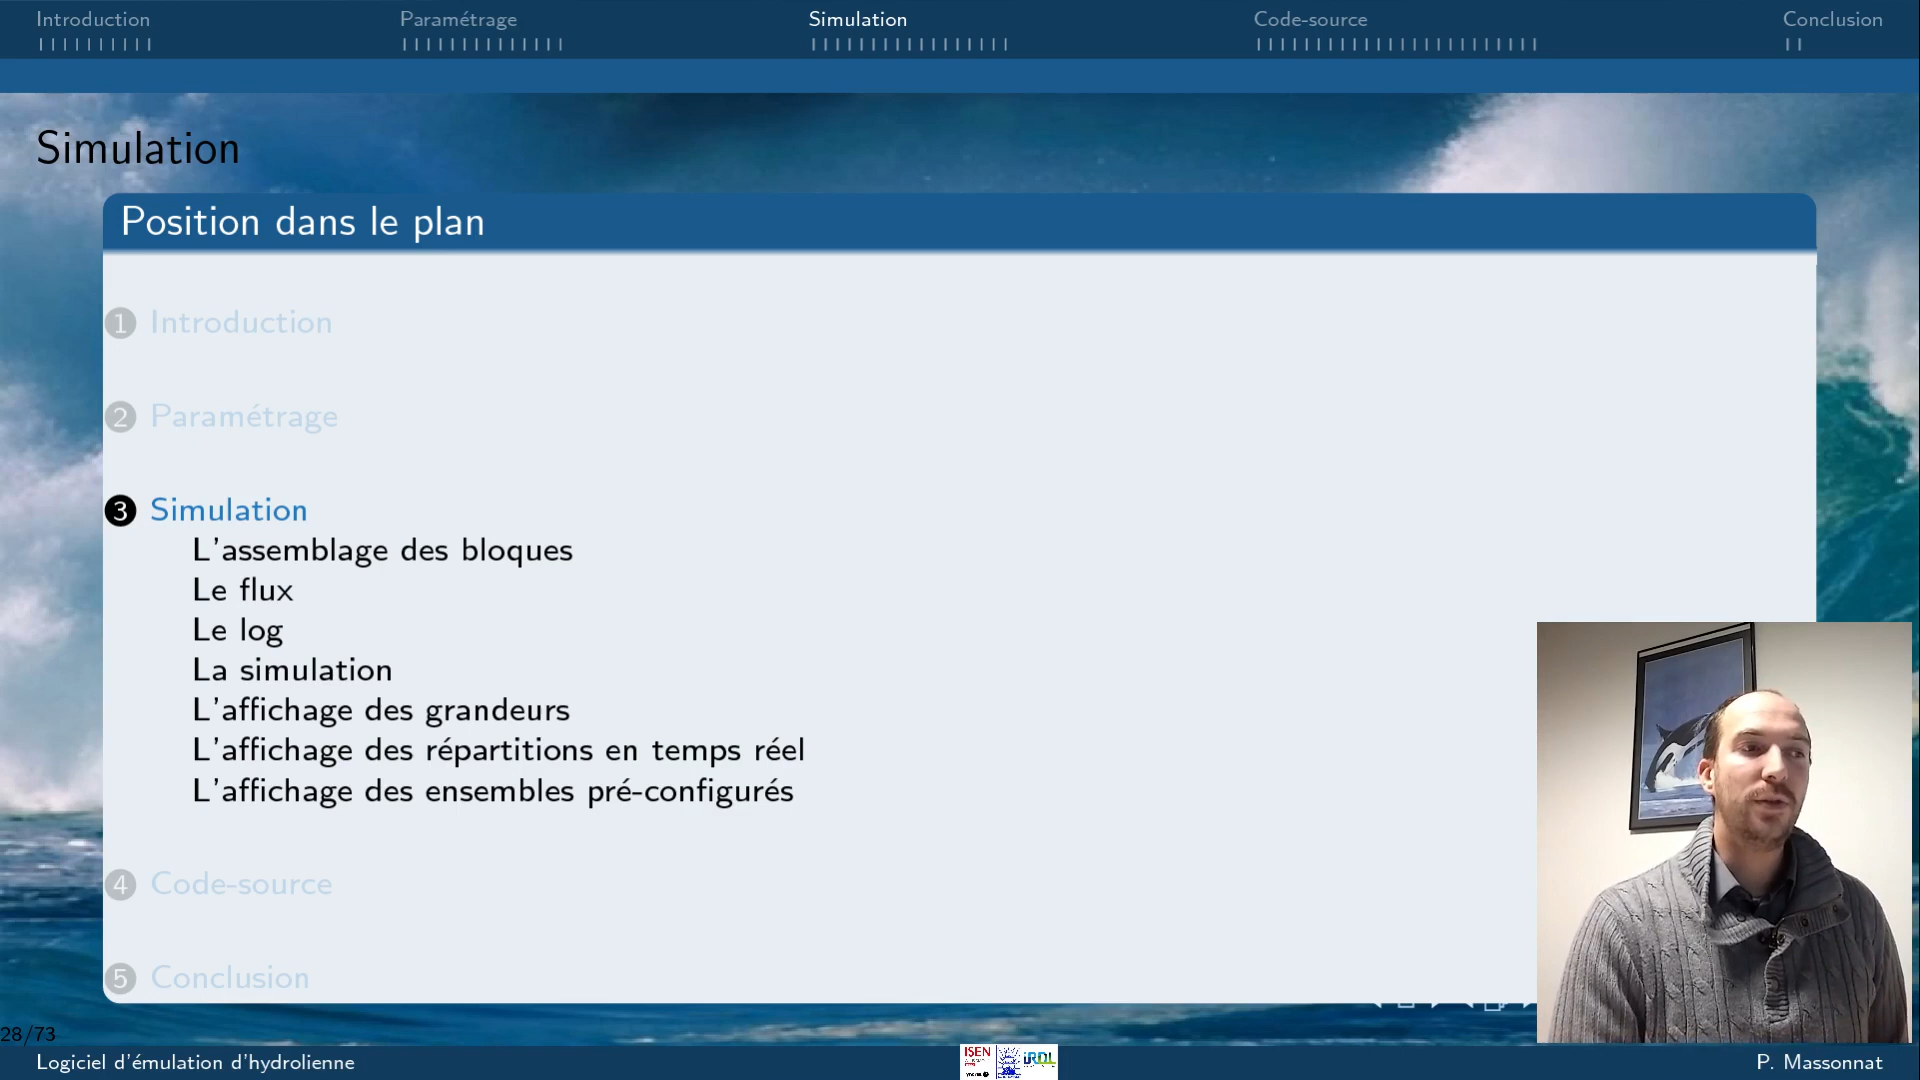 Introduction
Paramétrage
Simulation
Code-source
Conclusion
Simulation
Position dans le plan
1 Introduction
2 Paramétrage
3 Simulation
L'assemblage des bloques
Le flux
Le log
La simulation
L'affichage des grandeurs
L'affichage des répartitions en temps réel
L'affichage des ensembles pré-configurés
4 Code-source
5 Conclusion
28/73
Logiciel d'émulation d'hydrolienne
ISEN
iRDL
P. Massonnat